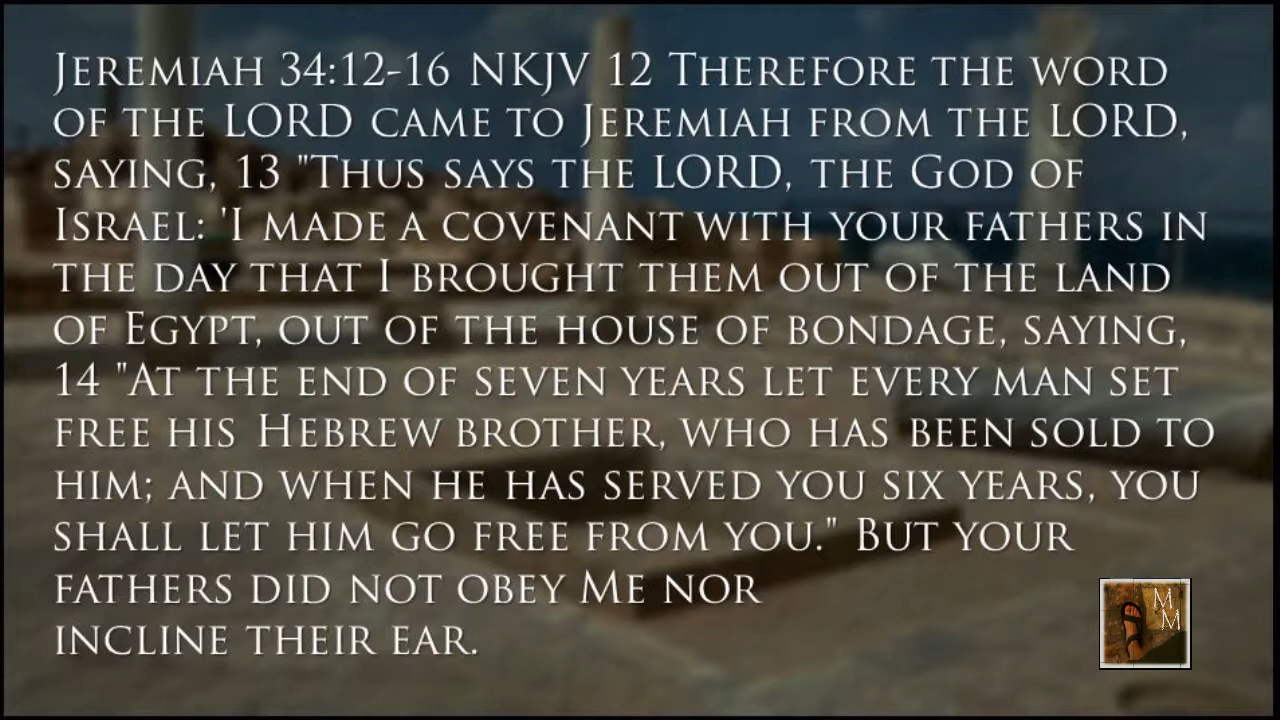 Jeremiah 34:12-16 NKJV 12 Therefore the word
of the LORD came to Jeremiah from the LORD,
saying, 13 "Thus says the LORD, the God of
Israel: 'I made a covenant with your fathers in
the day that I brought them out of the land
of Egypt, out of the house of bondage, saying,
14 "At the end of seven years let every man set
free his Hebrew brother, who has been sold to
him; and when he has served you six years, you
shall let him go free from you." But your
fathers did not obey Me nor
incline their ear.
M
M